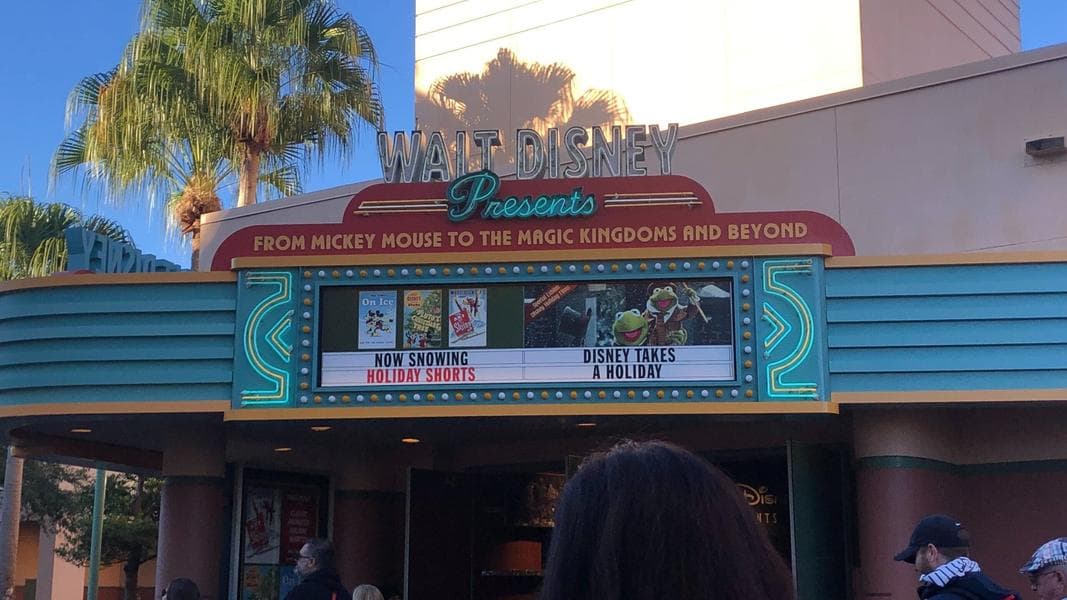 WALT DISNEY
Presents
FROM MICKEY MOUSE TO THE MAGIC KINGDOMS AND BEYOND
On Ice
NOW SNOWING
HOLIDAY SHORTS
DISNEY TAKES
A HOLIDAY